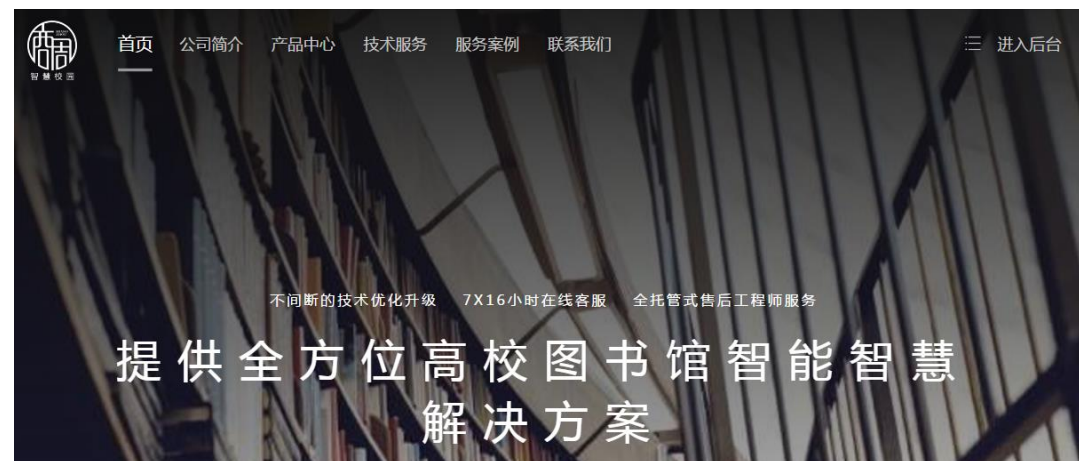 商周
智慧校园
首页 公司简介 产品中心 技术服务 服务案例 联系我们 进入后台
不间断的技术优化升级 7X16小时在线客服 全托管式售后工程师服务
提供全方位高校图书馆智能智慧
解决方案